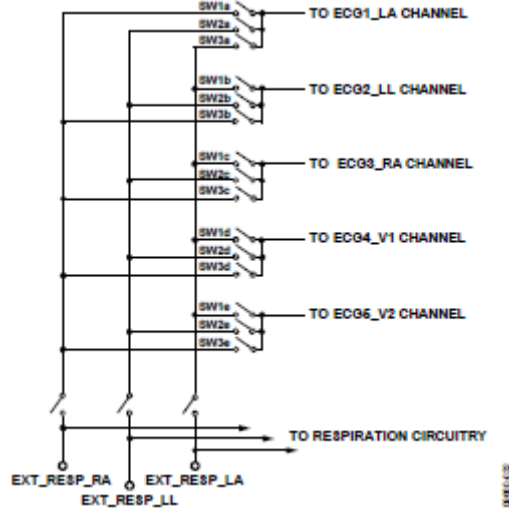 SW1a
TO ECG1_LA CHANNEL
SW2a
SW3a
SW1b
TO ECG2_LL CHANNEL
SW2b
SW3b
SW1c
TO ECG3_RA CHANNEL
SW2c
SW3c
SW1d
TO ECG4_V1 CHANNEL
SW2d
SW3d
SW1e
TO ECG5_V2 CHANNEL
SW2e
SW3e
TO RESPIRATION CIRCUITRY
EXT_RESP_RA
EXT_RESP_LA
EXT_RESP_LL